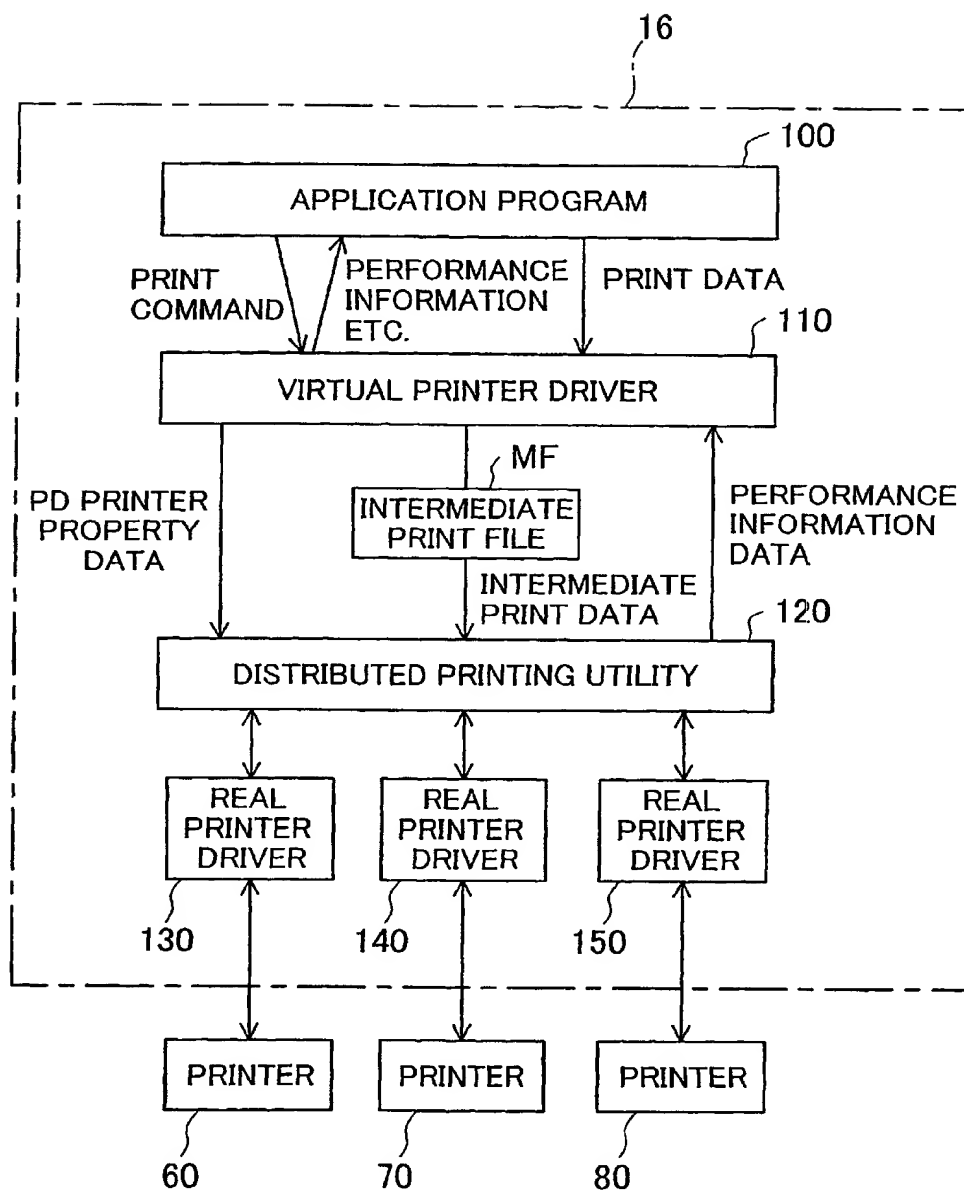 16
100
APPLICATION PROGRAM
PRINT
COMMAND
PERFORMANCE
INFORMATION
ETC.
PRINT DATA
110
VIRTUAL PRINTER DRIVER
PD PRINTER
PROPERTY
DATA
MF
INTERMEDIATE
PRINT FILE
INTERMEDIATE
PRINT DATA
PERFORMANCE
INFORMATION
DATA
120
DISTRIBUTED PRINTING UTILITY
REAL
PRINTER
DRIVER
REAL
PRINTER
DRIVER
REAL
PRINTER
DRIVER
130
140
150
PRINTER
PRINTER
PRINTER
60
70
80